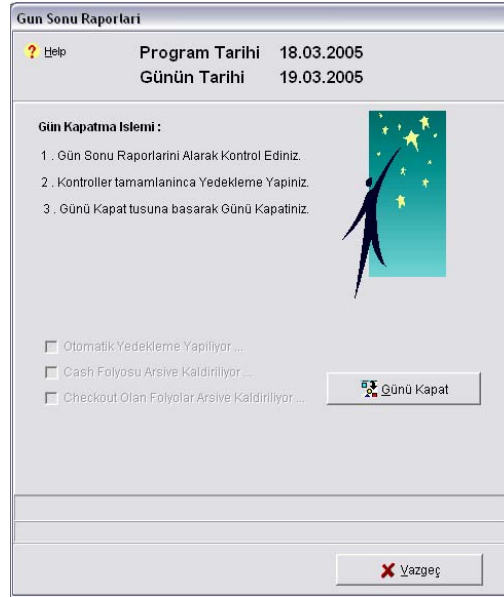 Gun Sonu Raporlari
? Help
Program Tarihi 18.03.2005
Günün Tarihi 19.03.2005
Gün Kapatma Islemi :
1 . Gün Sonu Raporlarini Alarak Kontrol Ediniz.
2 . Kontroller tamamlaninca Yedekleme Yapiniz.
3 . Günü Kapat tusuna basarak Günü Kapatiniz.
Otomatik Yedekleme Yapiliyor ...
Cash Folyosu Arsive Kaldiriliyor ...
Checkout Olan Folyolar Arsive Kaldiriliyor ...
Günü Kapat
Vazgeç